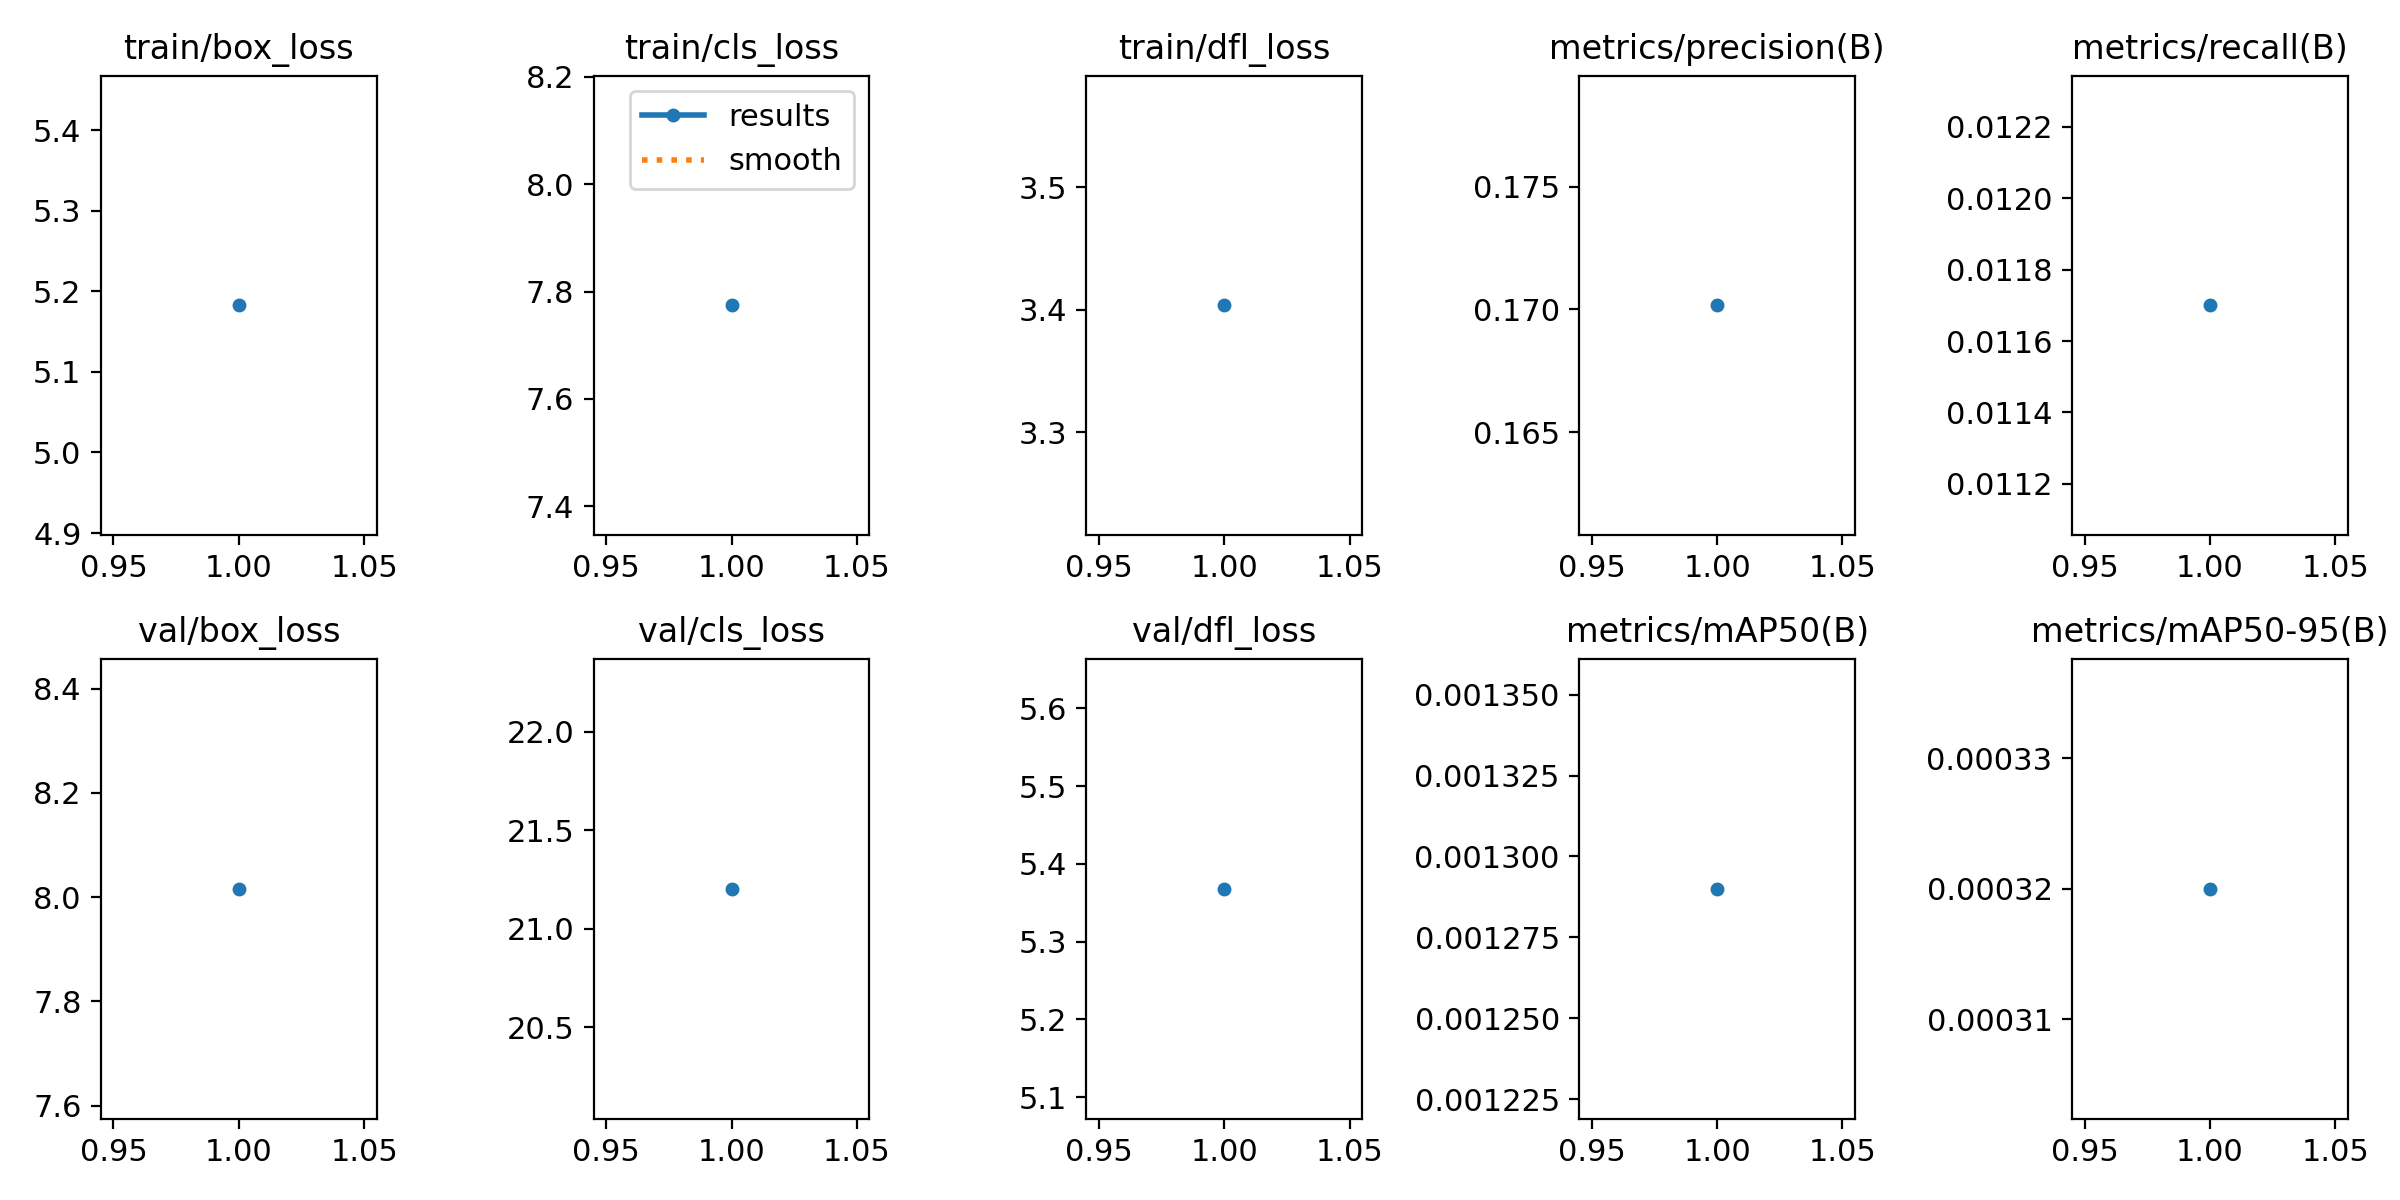 train/box_loss
5.4
5.3
5.2
5.1
5.0
4.9
0.95 1.00 1.05
train/cls_loss
8.2
8.0
7.8
7.6
7.4
results
smooth
0.95 1.00 1.05
train/dfl_loss
3.5
3.4
3.3
0.95 1.00 1.05
metrics/precision(B)
0.175
0.170
0.165
0.95 1.00 1.05
metrics/recall(B)
0.0122
0.0120
0.0118
0.0116
0.0114
0.0112
0.95 1.00 1.05
val/box_loss
8.4
8.2
8.0
7.8
7.6
0.95 1.00 1.05
val/cls_loss
22.0
21.5
21.0
20.5
0.95 1.00 1.05
val/dfl_loss
5.6
5.5
5.4
5.3
5.2
5.1
0.95 1.00 1.05
metrics/mAP50(B)
0.001350
0.001325
0.001300
0.001275
0.001250
0.001225
0.95 1.00 1.05
metrics/mAP50-95(B)
0.00033
0.00032
0.00031
0.95 1.00 1.05